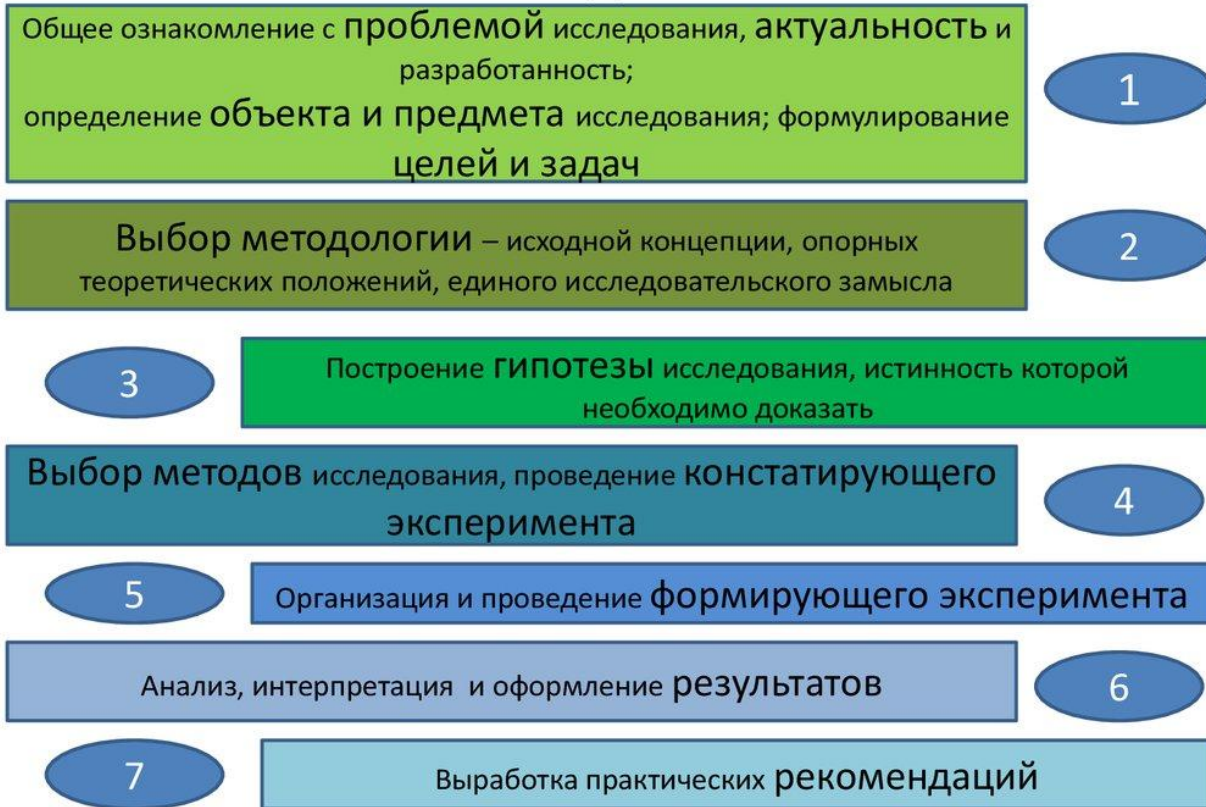 Общее ознакомление с проблемой исследования, актуальность и
разработанность;
определение объекта и предмета исследования; формулирование
целей и задач
1
Выбор методологии – исходной концепции, опорных
теоретических положений, единого исследовательского замысла
2
3
Построение гипотезы исследования, истинность которой
необходимо доказать
Выбор методов исследования, проведение констатирующего
эксперимента
4
5
Организация и проведение формирующего эксперимента
Анализ, интерпретация и оформление результатов
6
7
Выработка практических рекомендаций